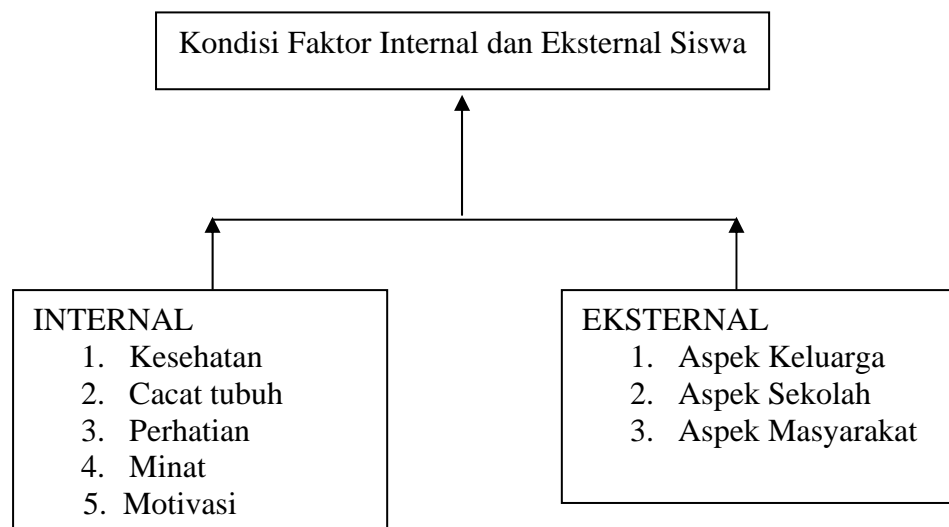 Kondisi Faktor Internal dan Eksternal Siswa
INTERNAL
1. Kesehatan
2. Cacat tubuh
3. Perhatian
4. Minat
5. Motivasi
EKSTERNAL
1. Aspek Keluarga
2. Aspek Sekolah
3. Aspek Masyarakat